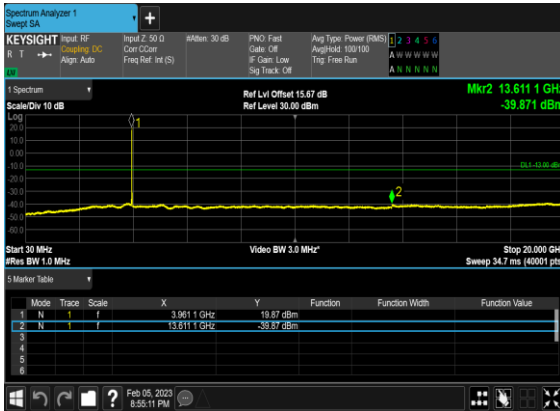 Spectrum Analyzer 1
Swept SA
KEYSIGHT Input: RF Input Z: 50 Ω #Atten: 30 dB PNO: Fast Avg Type: Power (RMS) 1 2 3 4 5 6
R T Coupling: DC Corr CCorr Gate: Off Avg|Hold: 100/100 A W W W W W
Align: Auto Freq Ref: Int (S) IF Gain: Low Trig: Free Run
Sig Track: Off A N N N N N
1 Spectrum
Ref Lvl Offset 15.67 dB Mkr2 13.611 1 GHz
Scale/Div 10 dB Ref Level 30.00 dBm -39.871 dBm
Log
20.0
10.0
0.00
-10.0
-20.0
-30.0
-40.0
-50.0
-60.0
1
DL1 -13.00 dBm
2
Start 30 MHz Video BW 3.0 MHz* Stop 20.000 GHz
#Res BW 1.0 MHz Sweep 34.7 ms (40001 pts)
5 Marker Table
Mode Trace Scale X Y Function Function Width Function Value
1 N 1 f 3.961 1 GHz 19.87 dBm
2 N 1 f 13.611 1 GHz -39.87 dBm
3
4
5
6
? Feb 05, 2023
8:55:11 PM